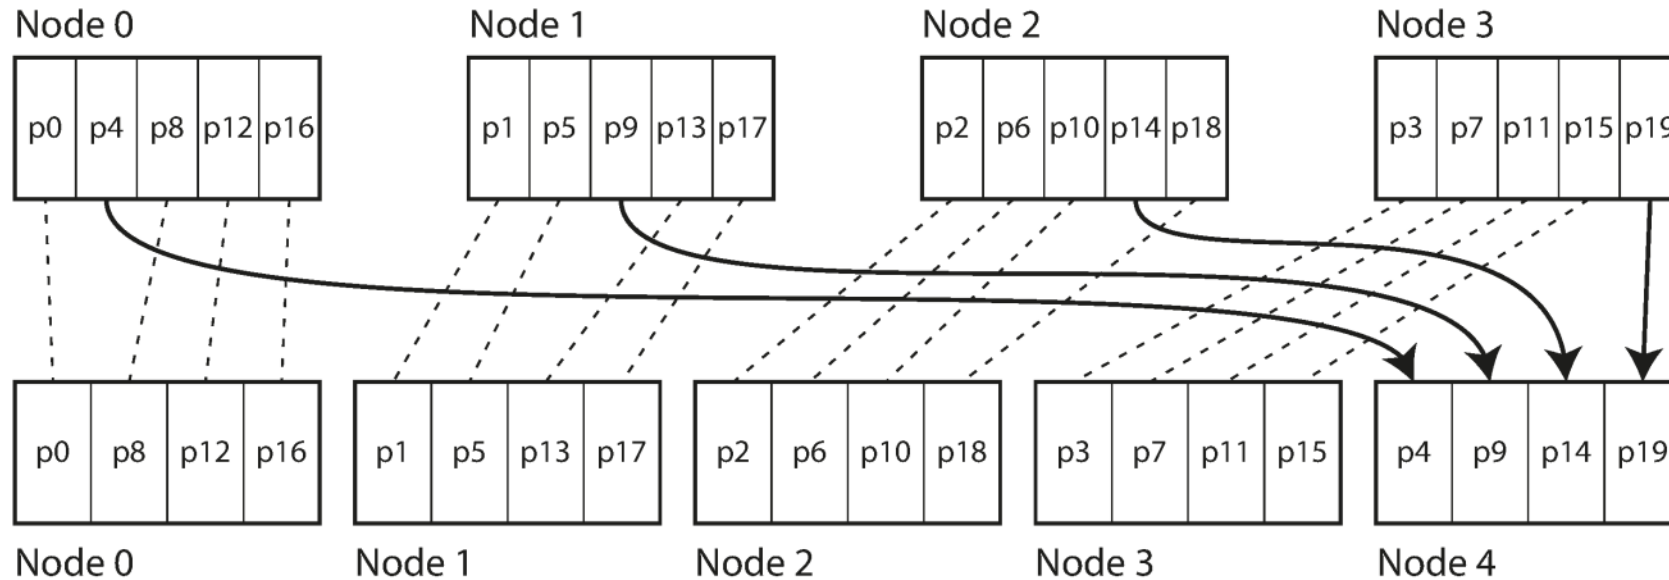 Node 0 Node 1 Node 2 Node 3
p0 p4 p8 p12 p16 p1 p5 p9 p13 p17 p2 p6 p10 p14 p18 p3 p7 p11 p15 p19
p0 p8 p12 p16 p1 p5 p13 p17 p2 p6 p10 p18 p3 p7 p11 p15 p4 p9 p14 p19
Node 0 Node 1 Node 2 Node 3 Node 4